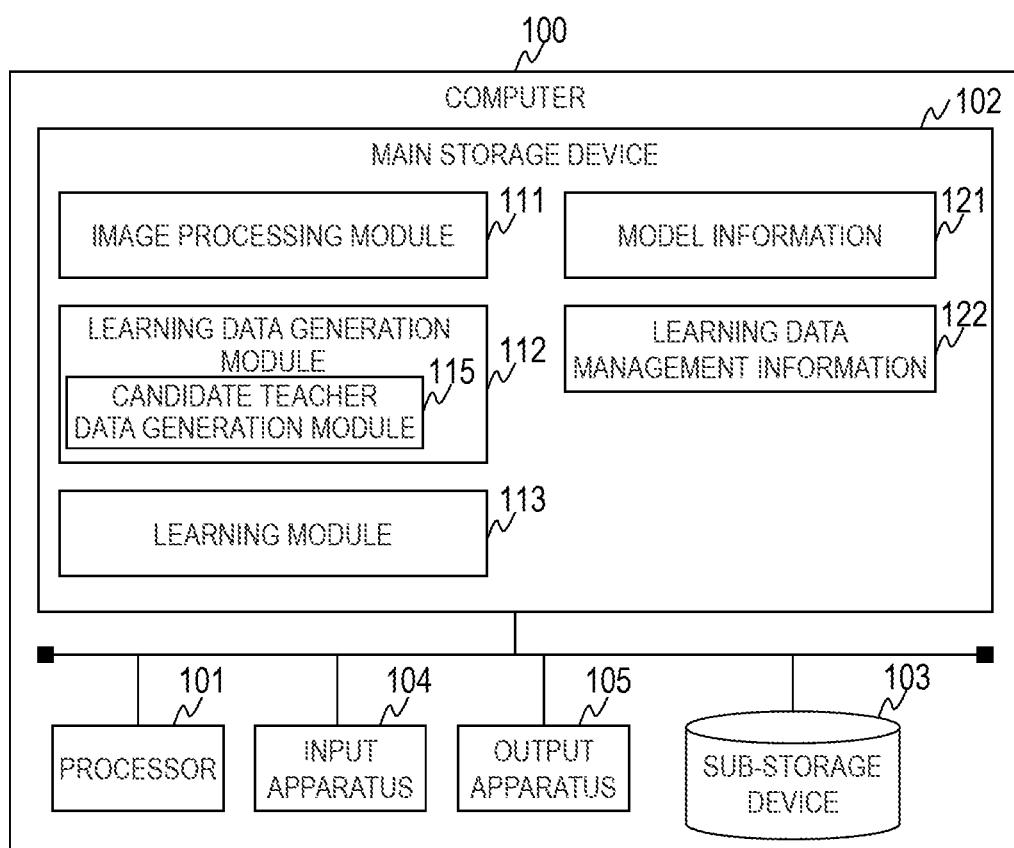 100
COMPUTER
102
MAIN STORAGE DEVICE
111
IMAGE PROCESSING MODULE
121
MODEL INFORMATION
LEARNING DATA GENERATION
MODULE
112
115
CANDIDATE TEACHER
DATA GENERATION MODULE
122
LEARNING DATA
MANAGEMENT INFORMATION
113
LEARNING MODULE
101
PROCESSOR
104
INPUT
APPARATUS
105
OUTPUT
APPARATUS
103
SUB-STORAGE
DEVICE